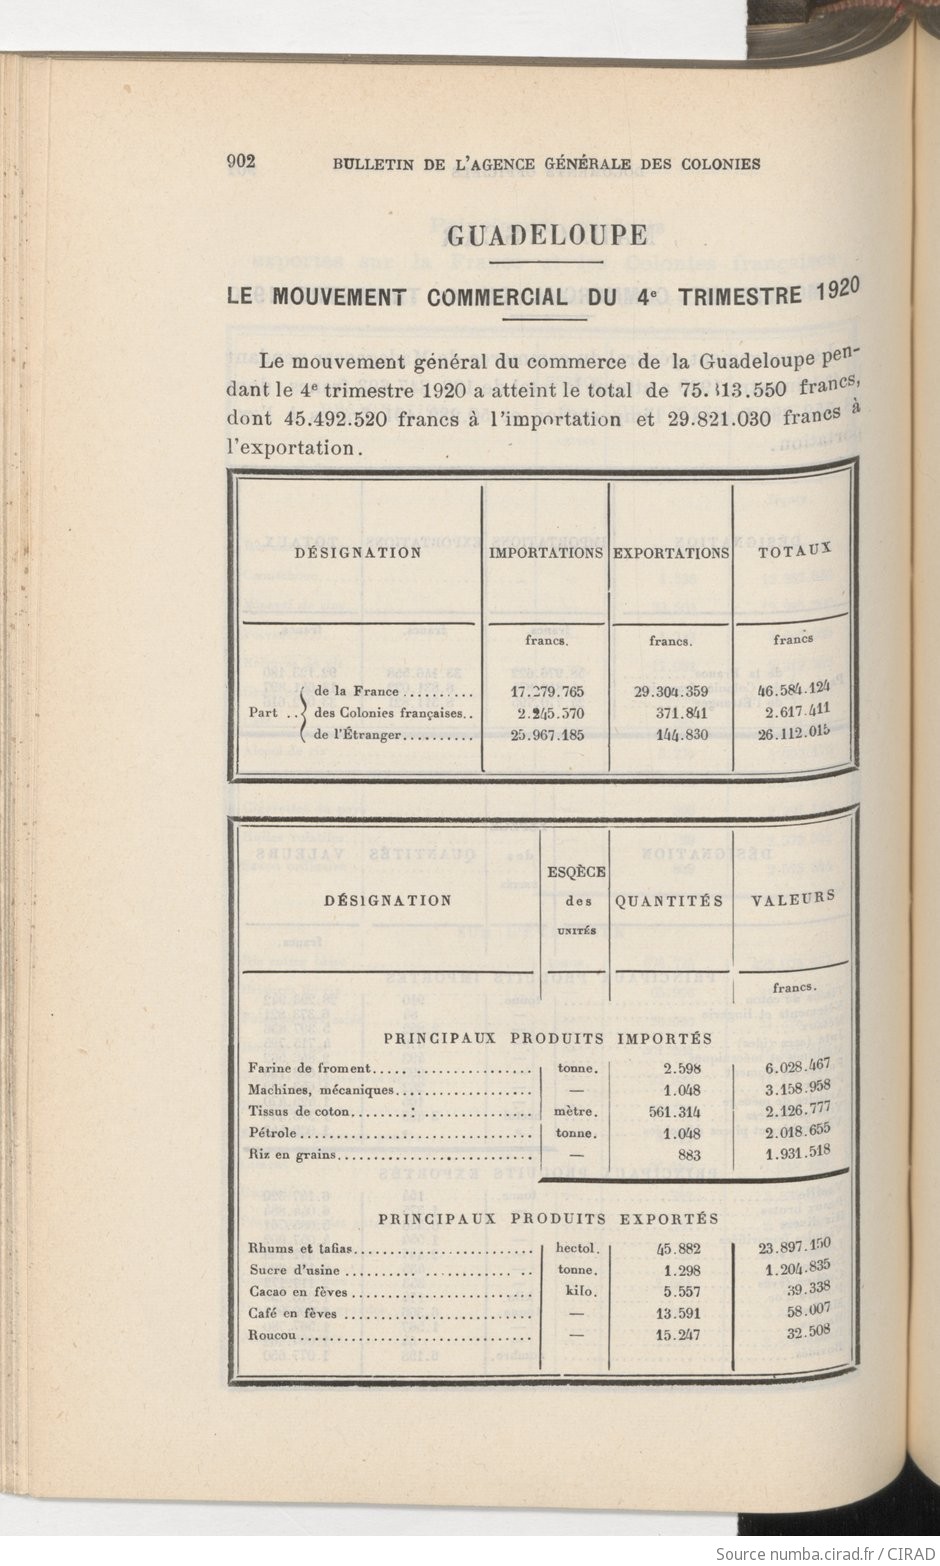 902 BULLETIN DE L'AGENCE GÉNÉRALE DES COLONIES
GUADELOUPE
LE MOUVEMENT COMMERCIAL DU 4e TRIMESTRE 1920
Le mouvement général du commerce de la Guadeloupe pen-
dant le 4e trimestre 1920 a atteint le total de 75.313.550 francs,
dont 45.492.520 francs à l'importation et 29.821.030 francs à
l'exportation.
DÉSIGNATION IMPORTATIONS EXPORTATIONS TOTAUX
francs. francs. francs
de la France .......... 17.279.765 29.304.359 46.584.124
Part .. des Colonies françaises.. 2.245.570 371.841 2.617.411
de l'Étranger.......... 25.967.185 144.830 26.112.015
DÉSIGNATION ESQÈCE des UNITÉS QUANTITÉS VALEURS
francs.
PRINCIPAUX PRODUITS IMPORTÉS
Farine de froment..... ................. tonne. 2.598 6.028.467
Machines, mécaniques................... — 1.048 3.158.958
Tissus de coton........: ............... mètre. 561.314 2.126.777
Pétrole................................. tonne. 1.048 2.018.655
Riz en grains........................... — 883 1.931.518
PRINCIPAUX PRODUITS EXPORTÉS
Rhums et tafias......................... hectol. 45.882 23.897.150
Sucre d'usine .......... ............ .. tonne. 1.298 1.204.835
Cacao en fèves ......................... kilo. 5.557 39.338
Café en fèves .......................... — 13.591 58.007
Roucou ................................. — 15.247 32.508
Source numba.cirad.fr / CIRAD